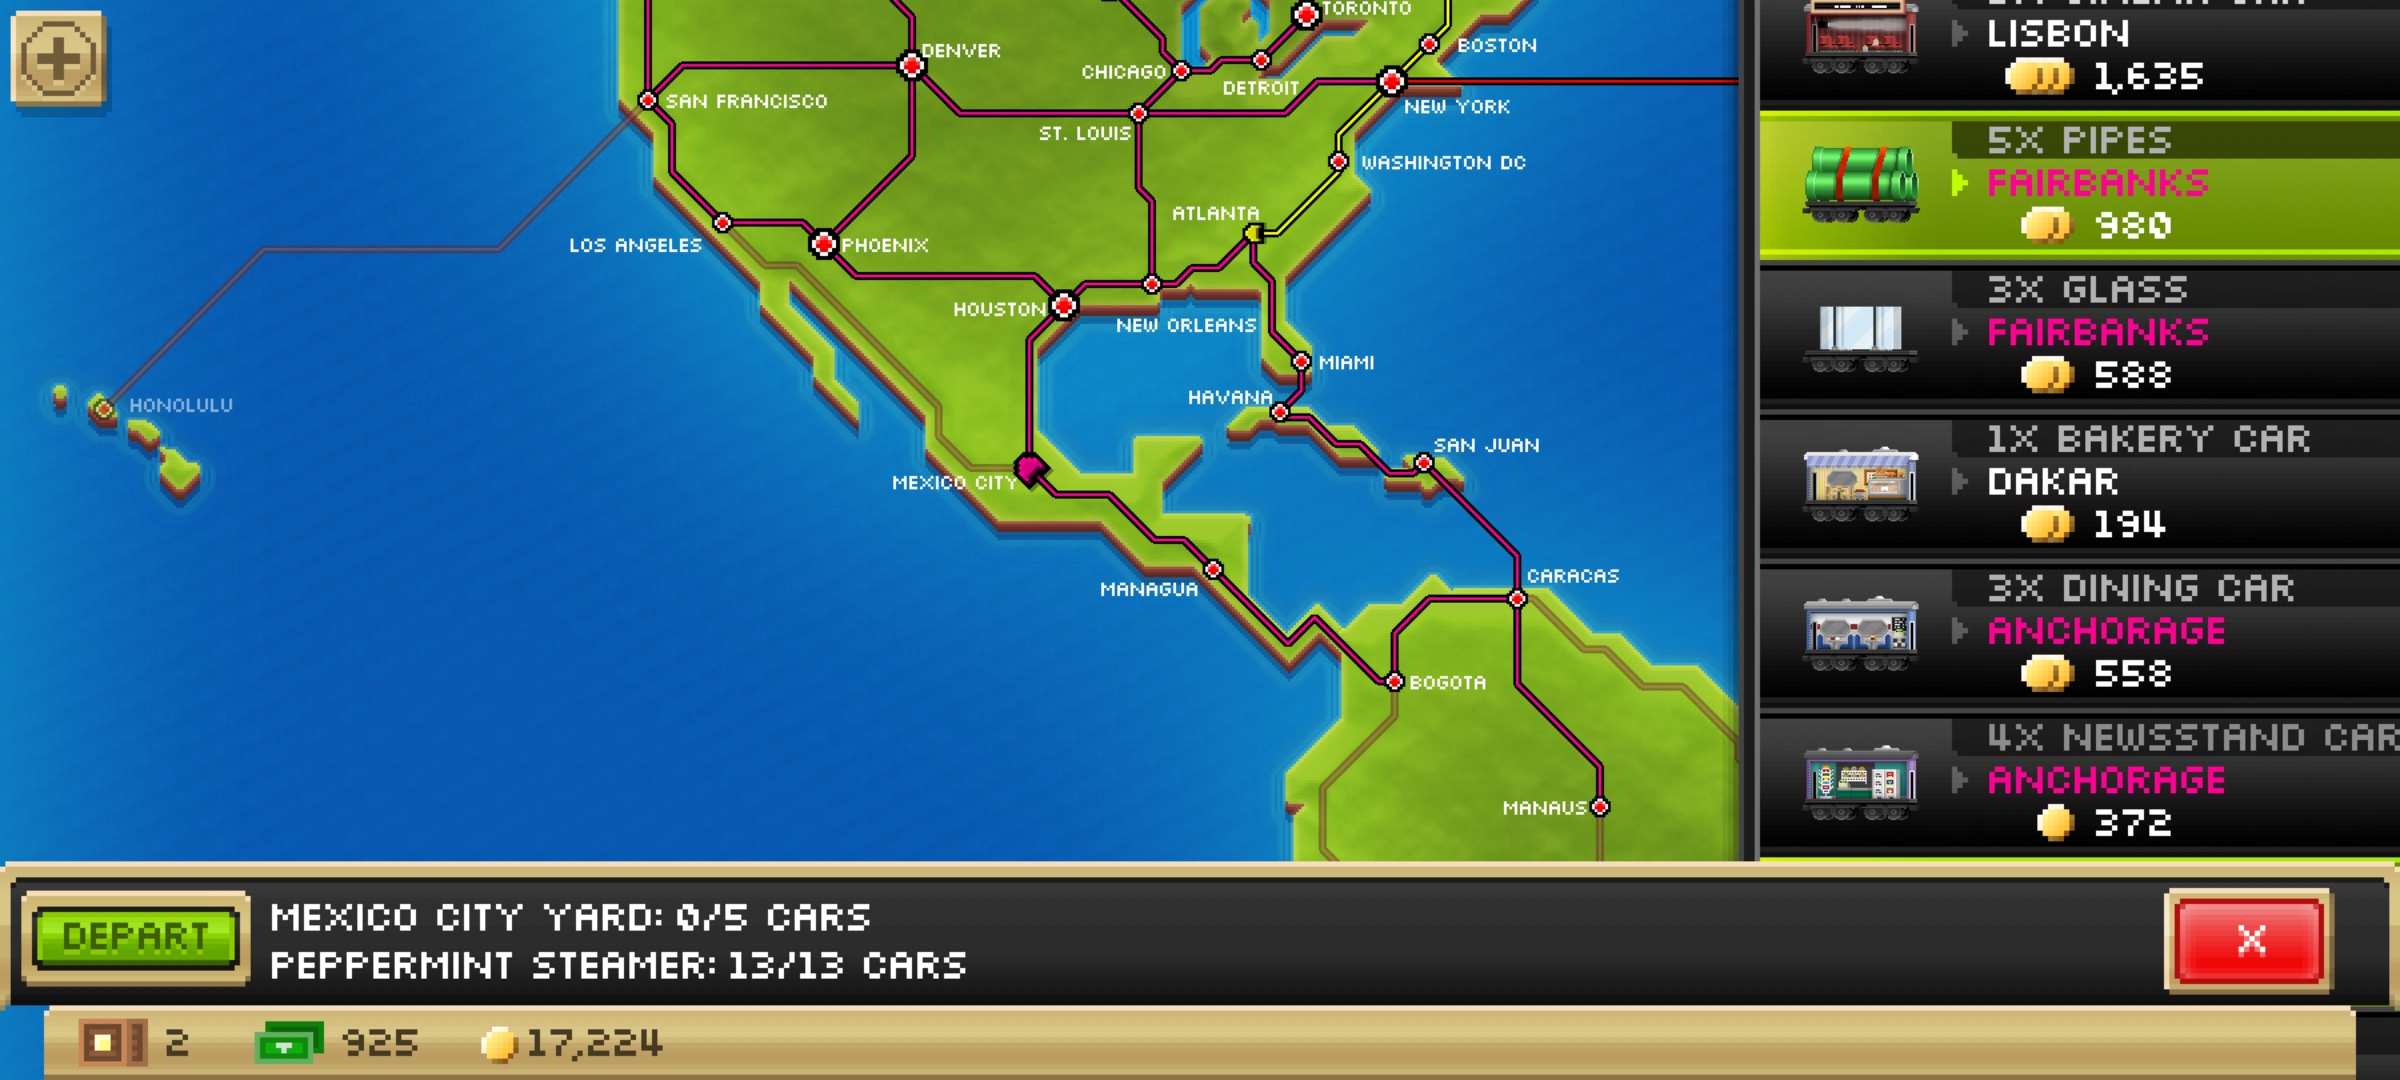 TORONTO
BOSTON
DENVER
CHICAGO
DETROIT
SAN FRANCISCO
NEW YORK
ST. LOUIS
WASHINGTON DC
ATLANTA
LOS ANGELES
PHOENIX
HOUSTON
NEW ORLEANS
MIAMI
HAVANA
HONOLULU
SAN JUAN
MEXICO CITY
CARACAS
MANAGUA
BOGOTA
MANAUS
LISBON
1,635
5X PIPES
FAIRBANKS
980
3X GLASS
FAIRBANKS
588
1X BAKERY CAR
DAKAR
194
3X DINING CAR
ANCHORAGE
558
4X NEWSSTAND CAR
ANCHORAGE
372
DEPART
MEXICO CITY YARD: 0/5 CARS
PEPPERMINT STEAMER: 13/13 CARS
X
2
925
17,224